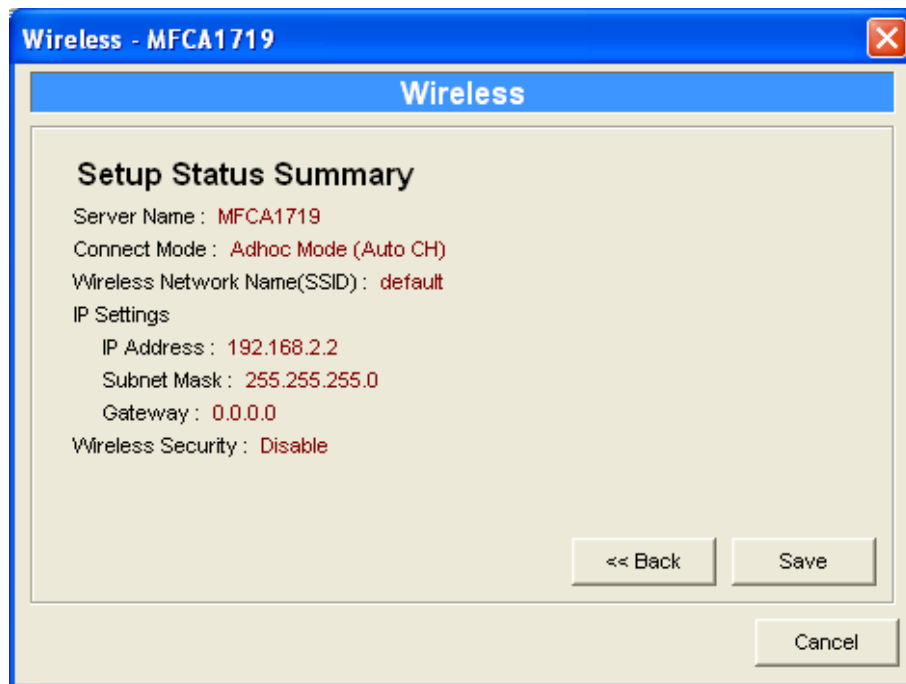 Wireless - MFCA1719
Wireless
Setup Status Summary
Server Name : MFCA1719
Connect Mode : Adhoc Mode (Auto CH)
Wireless Network Name(SSID) : default
IP Settings
IP Address : 192.168.2.2
Subnet Mask : 255.255.255.0
Gateway : 0.0.0.0
Wireless Security : Disable
<< Back Save
Cancel